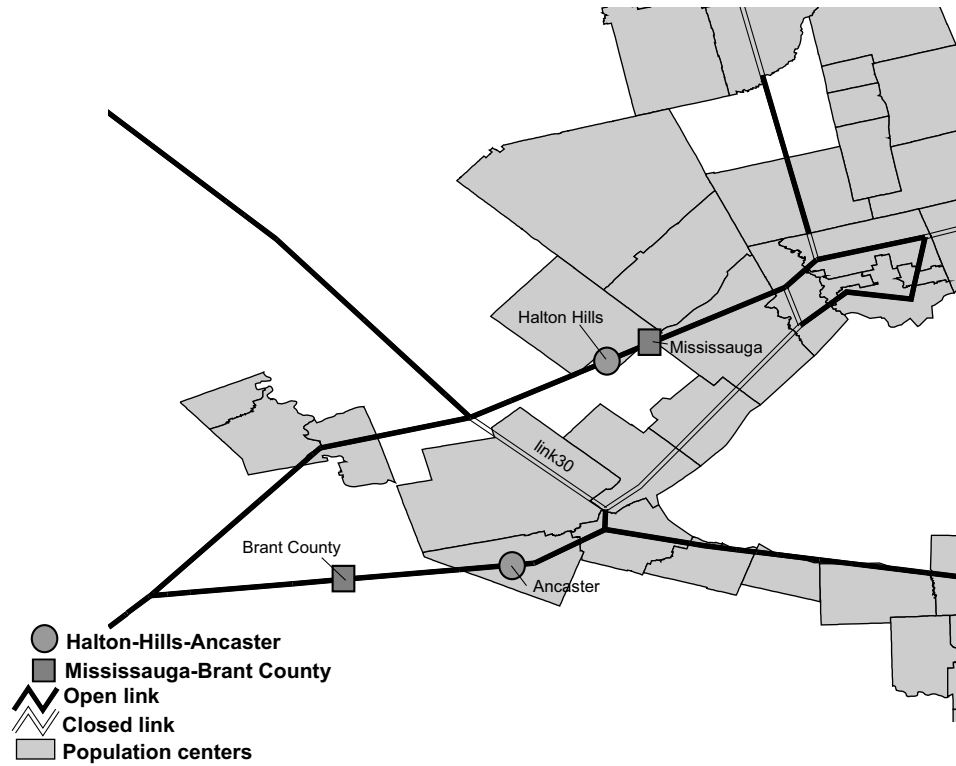 Halton Hills
Mississauga
link30
Brant County
Ancaster
Halton-Hills-Ancaster
Mississauga-Brant County
Open link
Closed link
Population centers